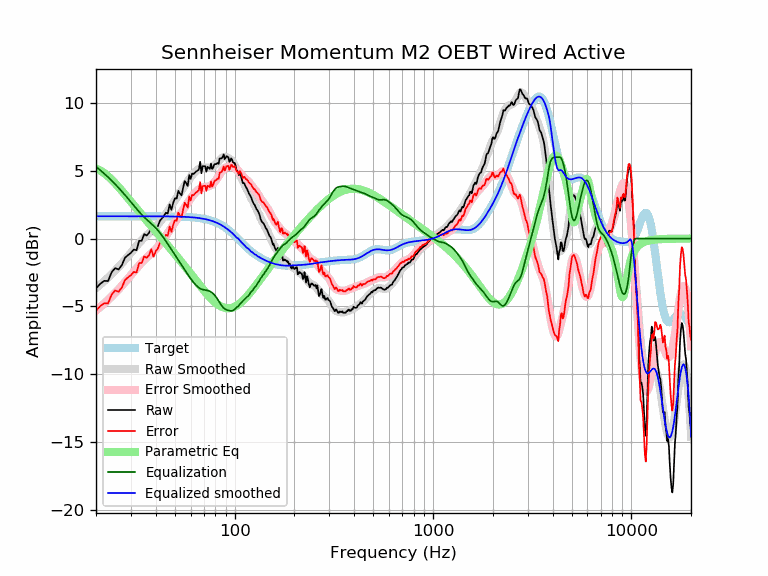 Sennheiser Momentum M2 OEBT Wired Active
Amplitude (dBr)
10
5
0
−5
−10
−15
−20
Target
Raw Smoothed
Error Smoothed
Raw
Error
Parametric Eq
Equalization
Equalized smoothed
100
1000
10000
Frequency (Hz)